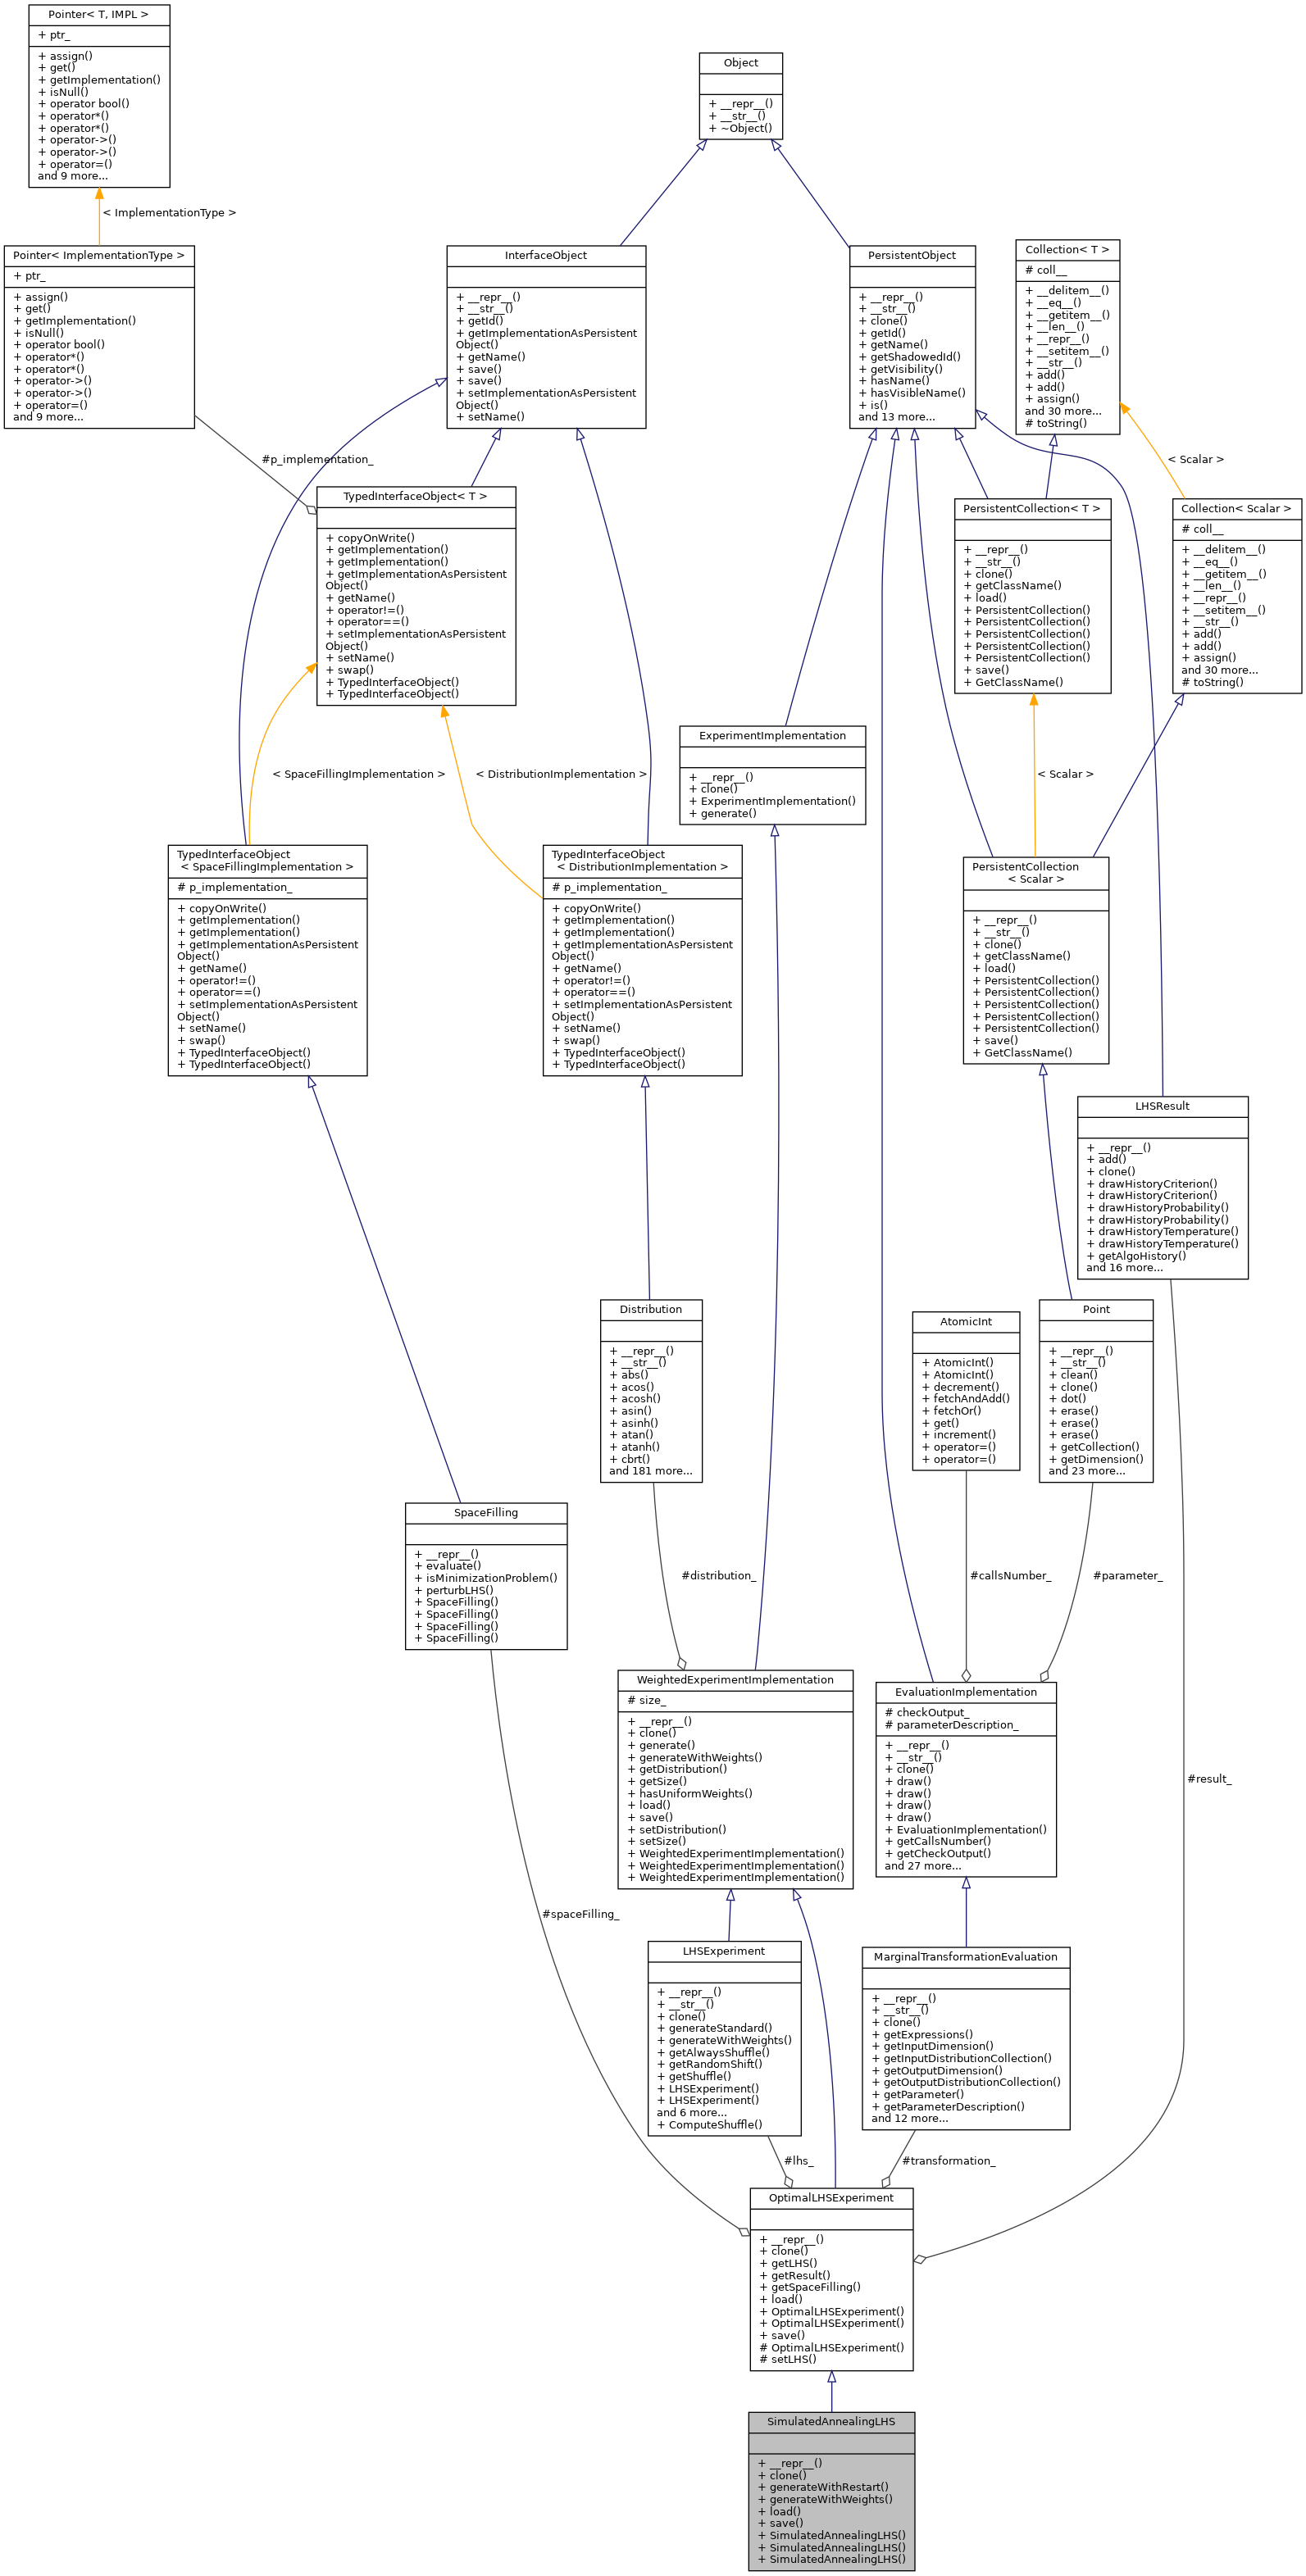 Pointer< T, IMPL >
+ ptr_
+ assign()
+ get()
+ getImplementation()
+ isNull()
+ operator bool()
+ operator*()
+ operator*()
+ operator->()
+ operator->()
+ operator=()
and 9 more...
Object
+ __repr__()
+ __str__()
+ ~Object()
< ImplementationType >
Pointer< ImplementationType >
+ ptr_
+ assign()
+ get()
+ getImplementation()
+ isNull()
+ operator bool()
+ operator*()
+ operator*()
+ operator->()
+ operator->()
+ operator=()
and 9 more...
InterfaceObject
+ __repr__()
+ __str__()
+ getId()
+ getImplementationAsPersistent
Object()
+ getName()
+ save()
+ save()
+ setImplementationAsPersistent
Object()
+ setName()
PersistentObject
+ __repr__()
+ __str__()
+ clone()
+ getId()
+ getName()
+ getShadowedId()
+ getVisibility()
+ hasName()
+ hasVisibleName()
+ is()
and 13 more...
Collection< T >
# coll__
+ __delitem__()
+ __eq__()
+ __getitem__()
+ __len__()
+ __repr__()
+ __setitem__()
+ __str__()
+ add()
+ add()
+ assign()
and 30 more...
# toString()
#p_implementation_
< Scalar >
TypedInterfaceObject< T >
+ copyOnWrite()
+ getImplementation()
+ getImplementation()
+ getImplementationAsPersistent
Object()
+ getName()
+ operator!=()
+ operator==()
+ setImplementationAsPersistent
Object()
+ setName()
+ swap()
+ TypedInterfaceObject()
+ TypedInterfaceObject()
PersistentCollection< T >
+ __repr__()
+ __str__()
+ clone()
+ getClassName()
+ load()
+ PersistentCollection()
+ PersistentCollection()
+ PersistentCollection()
+ PersistentCollection()
+ PersistentCollection()
+ save()
+ GetClassName()
Collection< Scalar >
# coll__
+ __delitem__()
+ __eq__()
+ __getitem__()
+ __len__()
+ __repr__()
+ __setitem__()
+ __str__()
+ add()
+ add()
+ assign()
and 30 more...
# toString()
ExperimentImplementation
+ __repr__()
+ clone()
+ ExperimentImplementation()
+ generate()
< SpaceFillingImplementation >
< DistributionImplementation >
< Scalar >
TypedInterfaceObject
< SpaceFillingImplementation >
# p_implementation_
+ copyOnWrite()
+ getImplementation()
+ getImplementation()
+ getImplementationAsPersistent
Object()
+ getName()
+ operator!=()
+ operator==()
+ setImplementationAsPersistent
Object()
+ setName()
+ swap()
+ TypedInterfaceObject()
+ TypedInterfaceObject()
TypedInterfaceObject
< DistributionImplementation >
# p_implementation_
+ copyOnWrite()
+ getImplementation()
+ getImplementation()
+ getImplementationAsPersistent
Object()
+ getName()
+ operator!=()
+ operator==()
+ setImplementationAsPersistent
Object()
+ setName()
+ swap()
+ TypedInterfaceObject()
+ TypedInterfaceObject()
PersistentCollection
< Scalar >
+ __repr__()
+ __str__()
+ clone()
+ getClassName()
+ load()
+ PersistentCollection()
+ PersistentCollection()
+ PersistentCollection()
+ PersistentCollection()
+ PersistentCollection()
+ save()
+ GetClassName()
LHSResult
+ __repr__()
+ add()
+ clone()
+ drawHistoryCriterion()
+ drawHistoryCriterion()
+ drawHistoryProbability()
+ drawHistoryProbability()
+ drawHistoryTemperature()
+ drawHistoryTemperature()
+ getAlgoHistory()
and 16 more...
Distribution
+ __repr__()
+ __str__()
+ abs()
+ acos()
+ acosh()
+ asin()
+ asinh()
+ atan()
+ atanh()
+ cbrt()
and 181 more...
AtomicInt
+ AtomicInt()
+ AtomicInt()
+ decrement()
+ fetchAndAdd()
+ fetchOr()
+ get()
+ increment()
+ operator=()
+ operator=()
Point
+ __repr__()
+ __str__()
+ clean()
+ clone()
+ dot()
+ erase()
+ erase()
+ erase()
+ getCollection()
+ getDimension()
and 23 more...
SpaceFilling
+ __repr__()
+ evaluate()
+ isMinimizationProblem()
+ perturbLHS()
+ SpaceFilling()
+ SpaceFilling()
+ SpaceFilling()
+ SpaceFilling()
#distribution_
#callsNumber_
#parameter_
WeightedExperimentImplementation
# size_
+ __repr__()
+ clone()
+ generate()
+ generateWithWeights()
+ getDistribution()
+ getSize()
+ hasUniformWeights()
+ load()
+ save()
+ setDistribution()
+ setSize()
+ WeightedExperimentImplementation()
+ WeightedExperimentImplementation()
+ WeightedExperimentImplementation()
EvaluationImplementation
# checkOutput_
# parameterDescription_
+ __repr__()
+ __str__()
+ clone()
+ draw()
+ draw()
+ draw()
+ draw()
+ EvaluationImplementation()
+ getCallsNumber()
+ getCheckOutput()
and 27 more...
#result_
#spaceFilling_
LHSExperiment
+ __repr__()
+ __str__()
+ clone()
+ generateStandard()
+ generateWithWeights()
+ getAlwaysShuffle()
+ getRandomShift()
+ getShuffle()
+ LHSExperiment()
+ LHSExperiment()
and 6 more...
+ ComputeShuffle()
MarginalTransformationEvaluation
+ __repr__()
+ __str__()
+ clone()
+ getExpressions()
+ getInputDimension()
+ getInputDistributionCollection()
+ getOutputDimension()
+ getOutputDistributionCollection()
+ getParameter()
+ getParameterDescription()
and 12 more...
#lhs_
#transformation_
OptimalLHSExperiment
+ __repr__()
+ clone()
+ getLHS()
+ getResult()
+ getSpaceFilling()
+ load()
+ OptimalLHSExperiment()
+ OptimalLHSExperiment()
+ save()
# OptimalLHSExperiment()
# setLHS()
SimulatedAnnealingLHS
+ __repr__()
+ clone()
+ generateWithRestart()
+ generateWithWeights()
+ load()
+ save()
+ SimulatedAnnealingLHS()
+ SimulatedAnnealingLHS()
+ SimulatedAnnealingLHS()